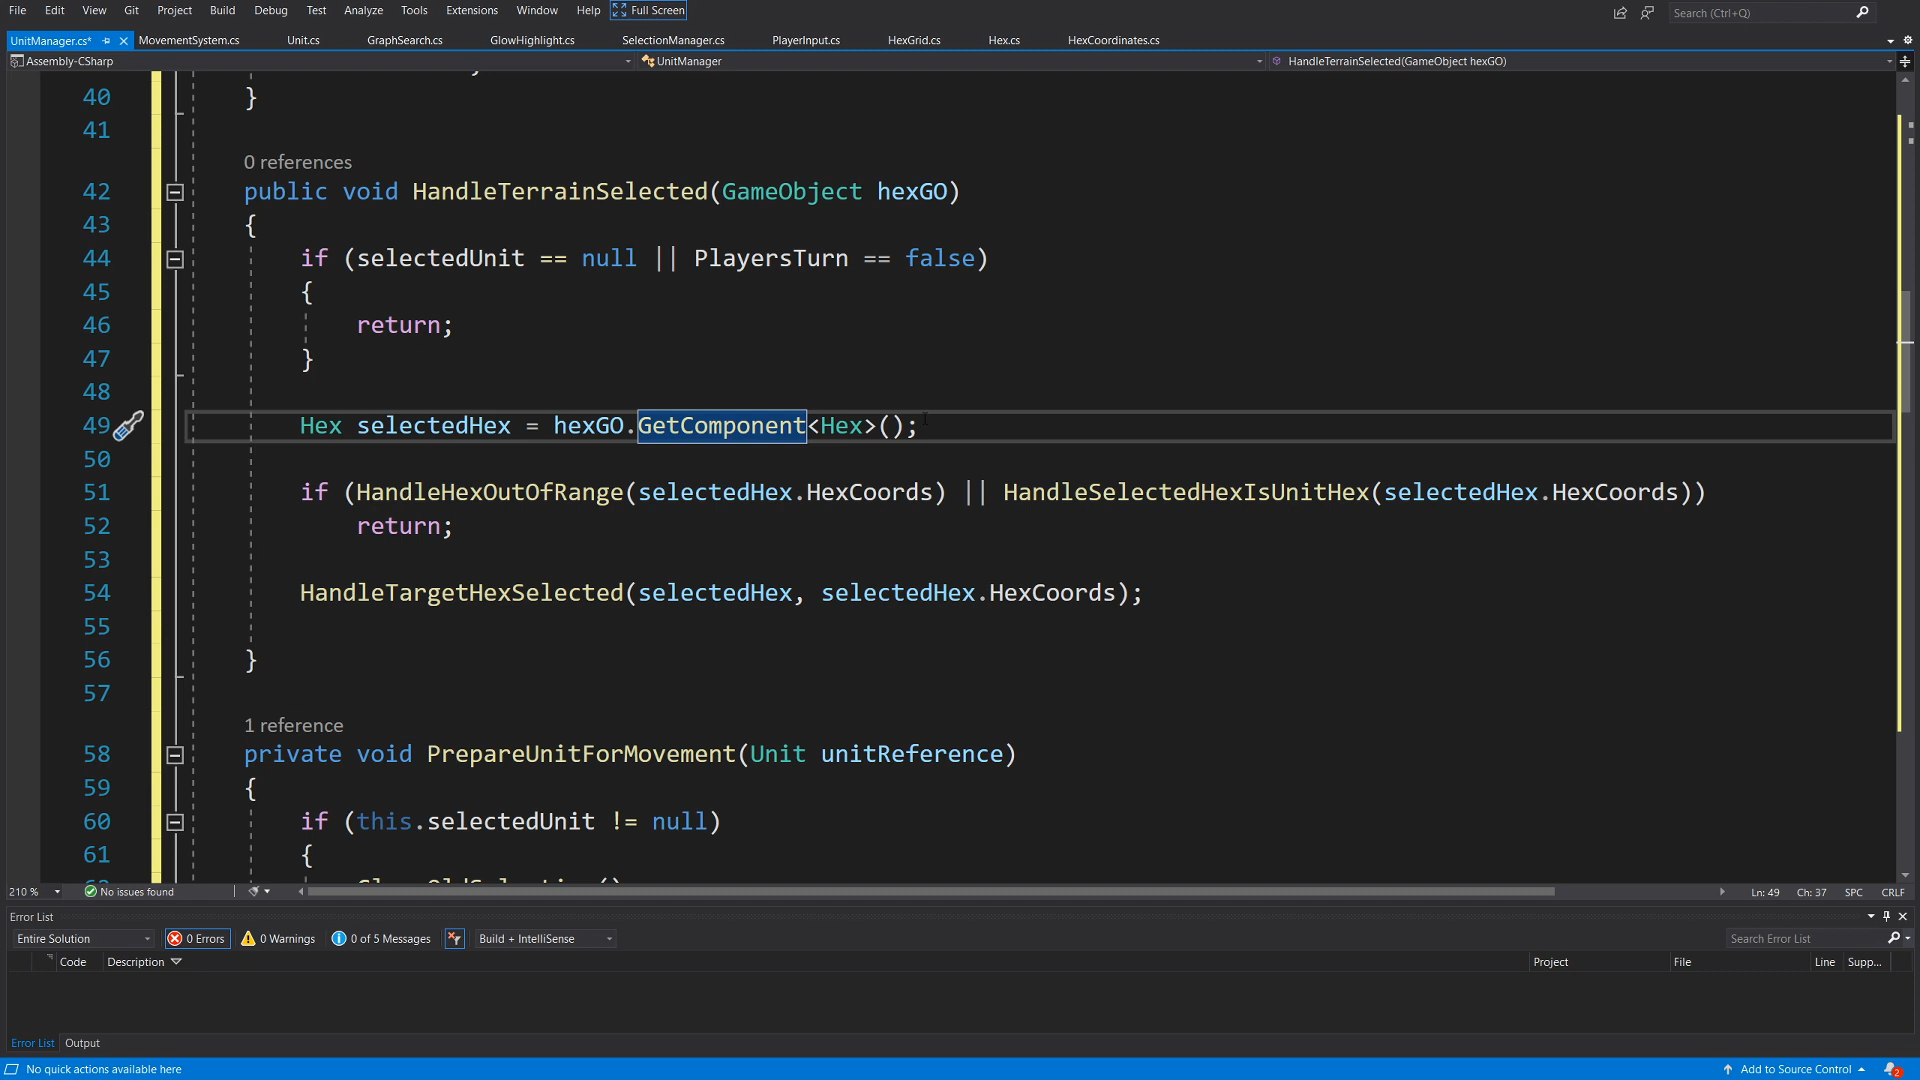 File Edit View Git Project Build Debug Test Analyze Tools Extensions Window Help Full Screen Search (Ctrl+Q)
UnitManager.cs* MovementSystem.cs Unit.cs GraphSearch.cs GlowHighlight.cs SelectionManager.cs PlayerInput.cs HexGrid.cs Hex.cs HexCoordinates.cs
Assembly-CSharp UnitManager HandleTerrainSelected(GameObject hexGO)
40 }
41
0 references
42 public void HandleTerrainSelected(GameObject hexGO)
43 {
44 if (selectedUnit == null || PlayersTurn == false)
45 {
46 return;
47 }
48
49 Hex selectedHex = hexGO.GetComponent<Hex>();
50
51 if (HandleHexOutOfRange(selectedHex.HexCoords) || HandleSelectedHexIsUnitHex(selectedHex.HexCoords))
52 return;
53
54 HandleTargetHexSelected(selectedHex, selectedHex.HexCoords);
55
56 }
57
1 reference
58 private void PrepareUnitForMovement(Unit unitReference)
59 {
60 if (this.selectedUnit != null)
61 {
210 % No issues found Ln: 49 Ch: 37 SPC CRLF
Error List
Entire Solution 0 Errors 0 Warnings 0 of 5 Messages Build + IntelliSense Search Error List
Code Description Project File Line Supp...
Error List Output
No quick actions available here Add to Source Control 2